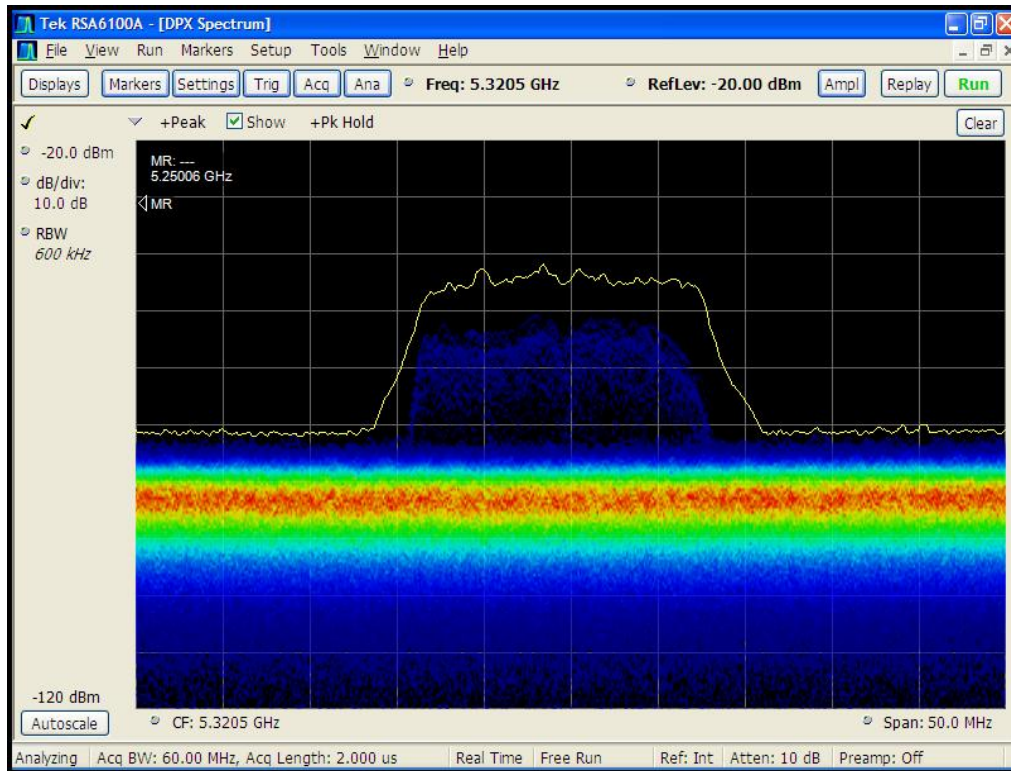 Tek RSA6100A - [DPX Spectrum]
File View Run Markers Setup Tools Window Help
Displays Markers Settings Trig Acq Ana Freq: 5.3205 GHz RefLev: -20.00 dBm Ampl Replay Run
+Peak Show +Pk Hold Clear
-20.0 dBm
dB/div:
10.0 dB
RBW
600 kHz
MR: ---
5.25006 GHz
MR
-120 dBm
Autoscale CF: 5.3205 GHz Span: 50.0 MHz
Analyzing Acq BW: 60.00 MHz, Acq Length: 2.000 us Real Time Free Run Ref: Int Atten: 10 dB Preamp: Off